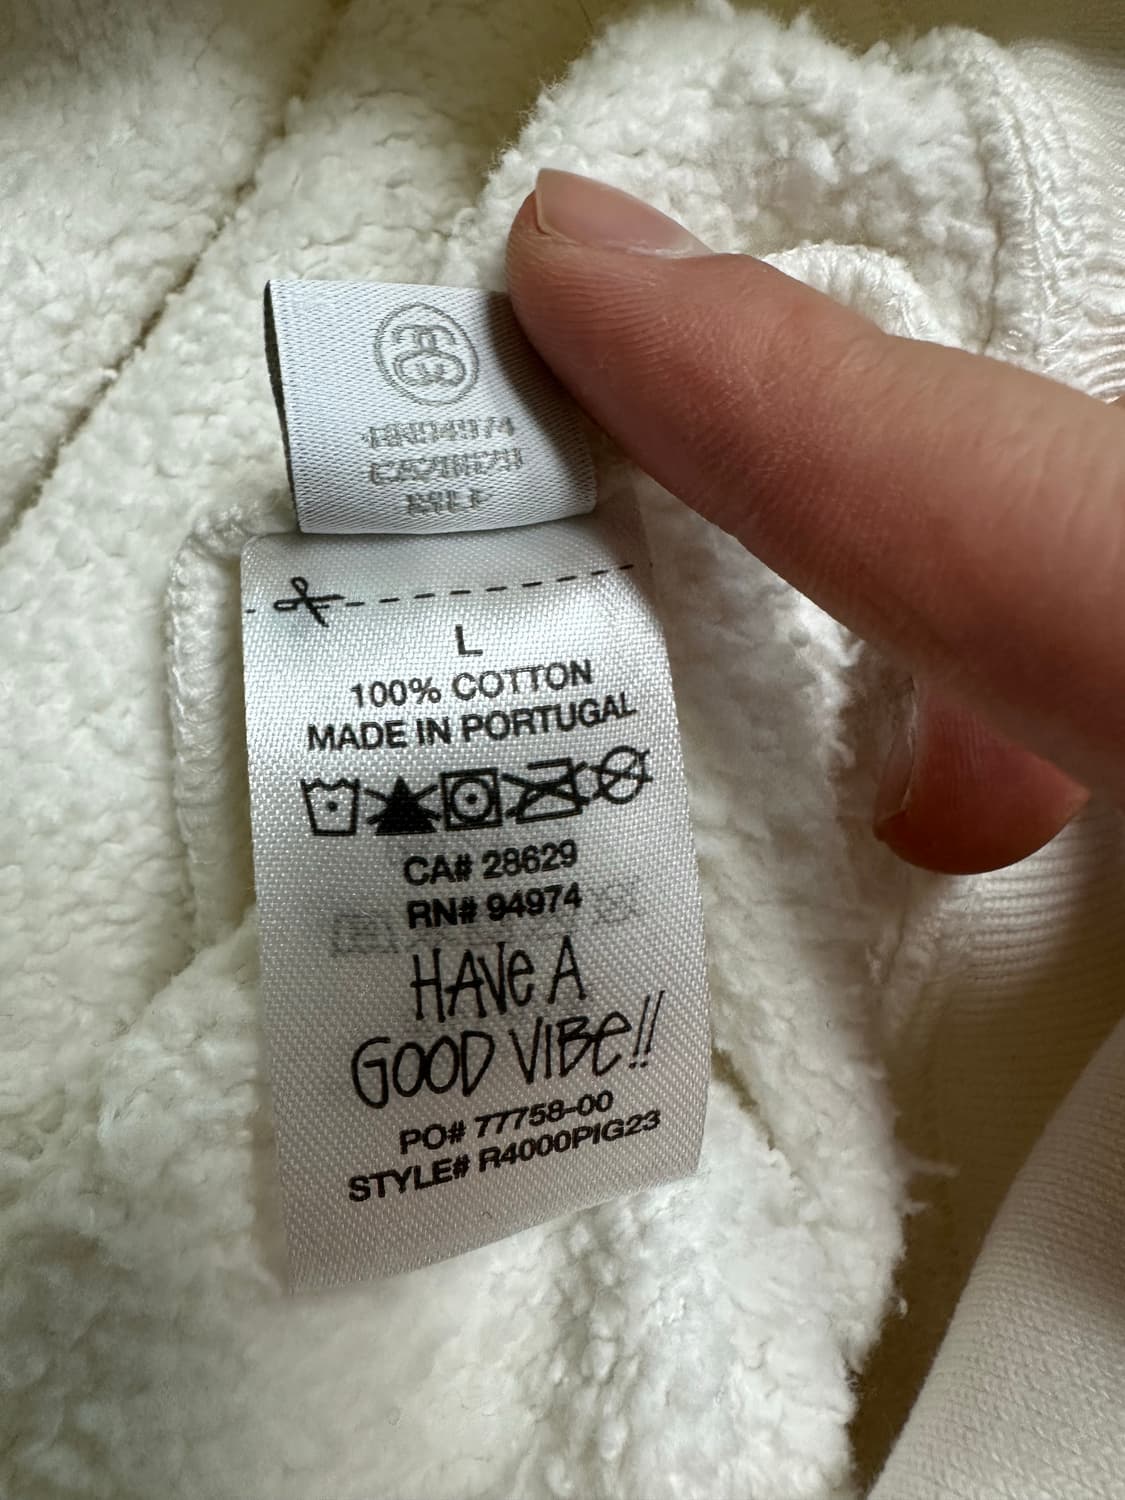 L
100% COTTON
MADE IN PORTUGAL
CA# 28629
RN# 94974
HAVE A
GOOD VIBE!!
PO# 77758-00
STYLE# R4000PIG23